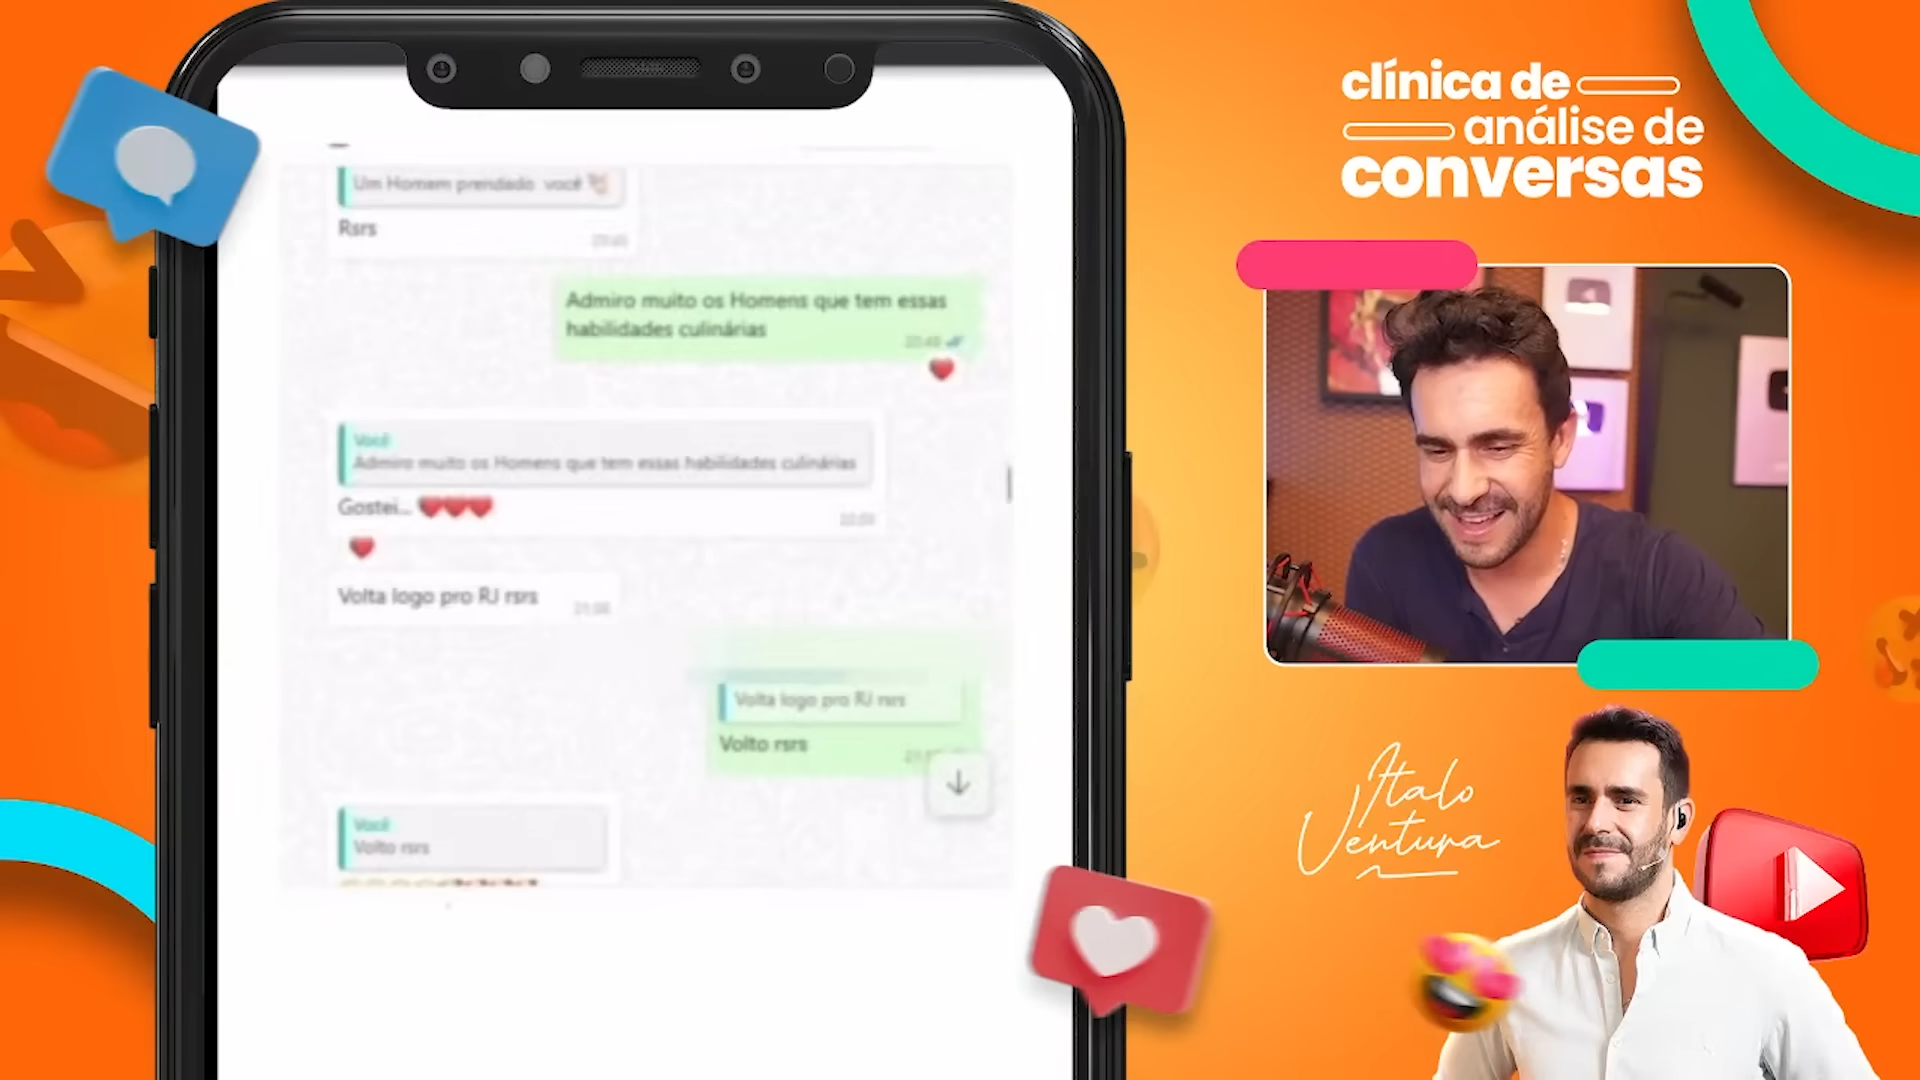 Um Homem prendado você
Rsrs
Admiro muito os Homens que tem essas
habilidades culinárias
Você
Admiro muito os Homens que tem essas habilidades culinárias
Gostei...
Volta logo pro RJ rsrs
Volta logo pro RJ rsrs
Volto rsrs
Você
Volto rsrs
clínica de
análise de
conversas
Italo
Ventura